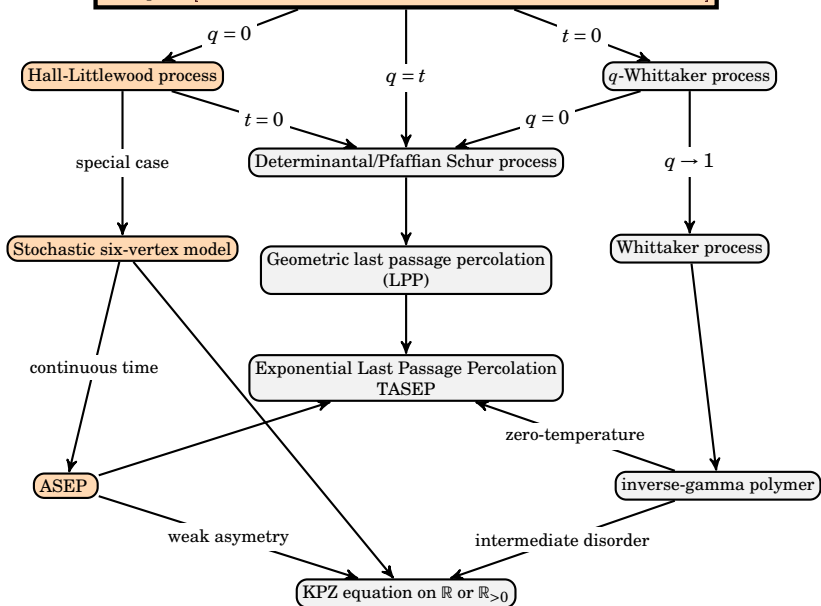 q = 0
t = 0
Hall-Littlewood process
q = t
q-Whittaker process
t = 0
q = 0
special case
Determinantal/Pfaffian Schur process
q → 1
Stochastic six-vertex model
Geometric last passage percolation
(LPP)
Whittaker process
continuous time
Exponential Last Passage Percolation
TASEP
zero-temperature
ASEP
inverse-gamma polymer
weak asymetry
intermediate disorder
KPZ equation on ℝ or ℝ>0